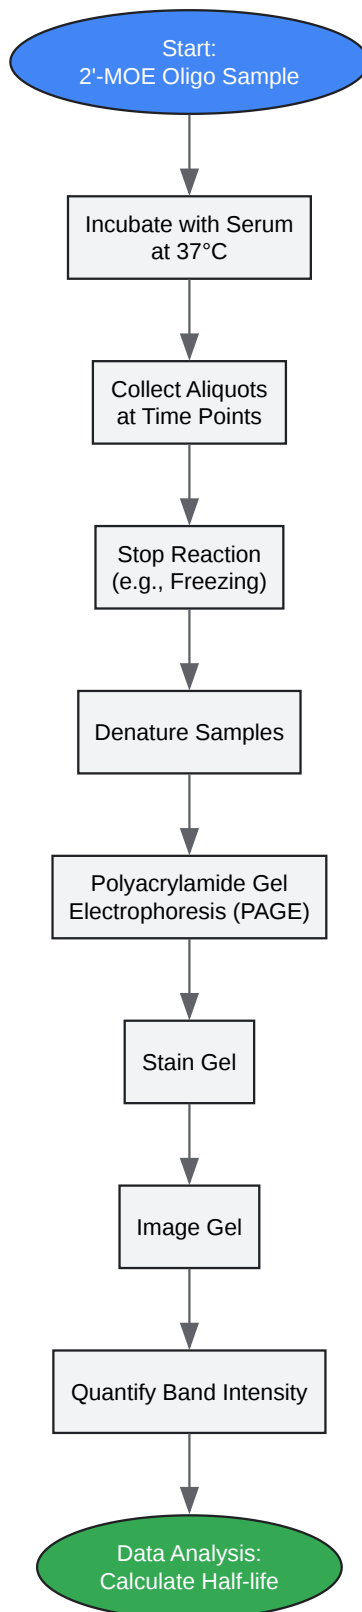 Start:
2'-MOE Oligo Sample
Incubate with Serum
at 37°C
Collect Aliquots
at Time Points
Stop Reaction
(e.g., Freezing)
Denature Samples
Polyacrylamide Gel
Electrophoresis (PAGE)
Stain Gel
Image Gel
Quantify Band Intensity
Data Analysis:
Calculate Half-life